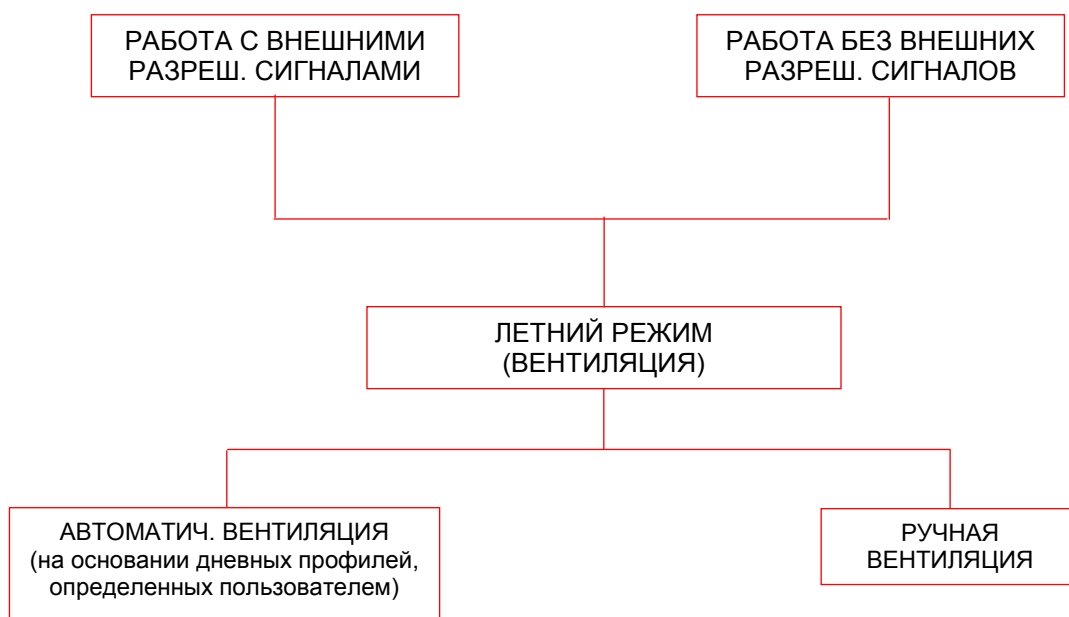 РАБОТА С ВНЕШНИМИ
РАЗРЕШ. СИГНАЛАМИ
РАБОТА БЕЗ ВНЕШНИХ
РАЗРЕШ. СИГНАЛОВ
ЛЕТНИЙ РЕЖИМ
(ВЕНТИЛЯЦИЯ)
АВТОМАТИЧ. ВЕНТИЛЯЦИЯ
(на основании дневных профилей,
определенных пользователем)
РУЧНАЯ
ВЕНТИЛЯЦИЯ